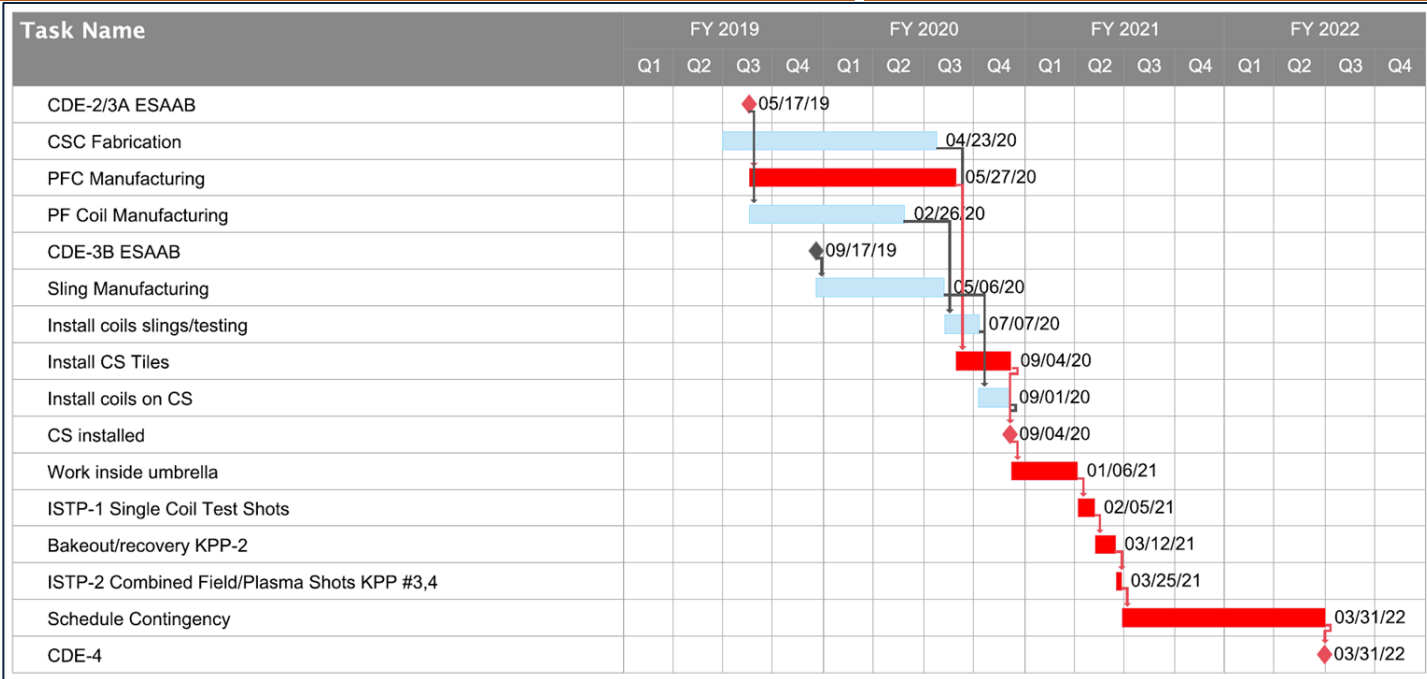 Task Name FY 2019 FY 2020 FY 2021 FY 2022
Q1 Q2 Q3 Q4 Q1 Q2 Q3 Q4 Q1 Q2 Q3 Q4 Q1 Q2 Q3 Q4
CDE-2/3A ESAAB 05/17/19
CSC Fabrication 04/23/20
PFC Manufacturing 05/27/20
PF Coil Manufacturing 02/26/20
CDE-3B ESAAB 09/17/19
Sling Manufacturing 05/06/20
Install coils slings/testing 07/07/20
Install CS Tiles 09/04/20
Install coils on CS 09/01/20
CS installed 09/04/20
Work inside umbrella 01/06/21
ISTP-1 Single Coil Test Shots 02/05/21
Bakeout/recovery KPP-2 03/12/21
ISTP-2 Combined Field/Plasma Shots KPP #3,4 03/25/21
Schedule Contingency 03/31/22
CDE-4 03/31/22